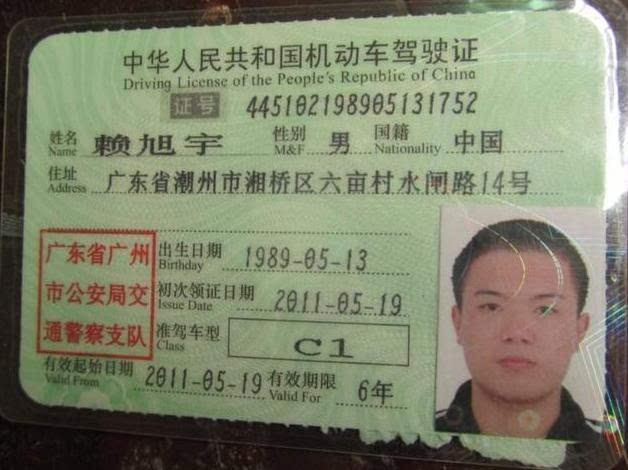 中华人民共和国机动车驾驶证
Driving License of the People's Republic of China
证号 445102198905131752
姓名 Name 赖旭宇 性别 M&F 男 国籍 Nationality 中国
住址 Address 广东省潮州市湘桥区六亩村水闸路14号
广东省广州
市公安局交
通警察支队
出生日期 Birthday 1989-05-13
初次领证日期 Issue Date 2011-05-19
准驾车型 Class C1
有效起始日期 Valid From 2011-05-19 有效期限 Valid For 6年